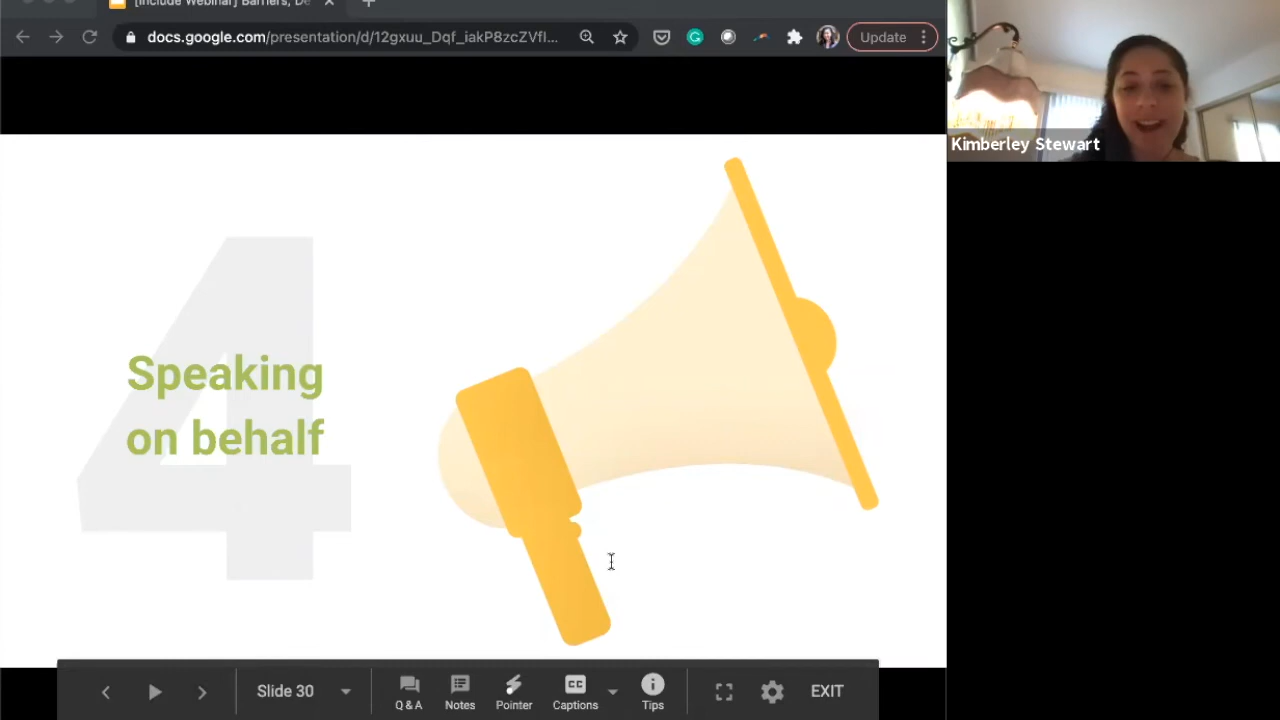 [Include Webinar] Barriers, De
docs.google.com/presentation/d/12gxuu_Dqf_iakP8zcZVfl...
Update
Kimberley Stewart
4
Speaking
on behalf
Slide 30
Q & A
Notes
Pointer
CC
Captions
Tips
EXIT